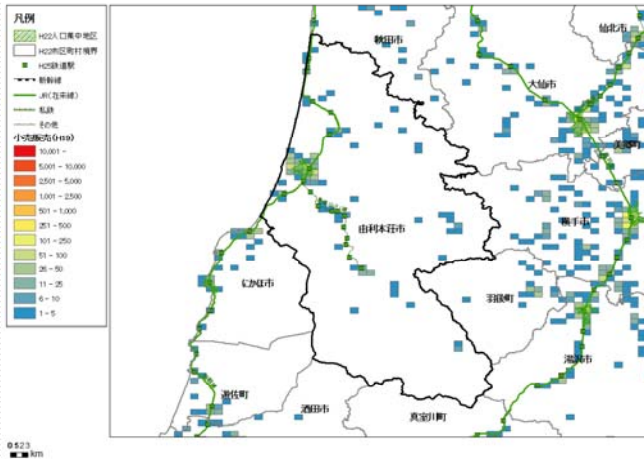 凡例
H22人口集中地区
H22市区町村境界
H25鉄道駅
新幹線
JR(在来線)
私鉄
その他
小売販売(H19)
10,001 -
5,001 - 10,000
2,501 - 5,000
1,001 - 2,500
501 - 1,000
251 - 500
101 - 250
51 - 100
26 - 50
11 - 25
6 - 10
1 - 5
秋田市
仙北市
大仙市
美郷町
横手市
由利本荘市
にかほ市
羽後町
湯沢市
遊佐町
酒田市
真室川町
km